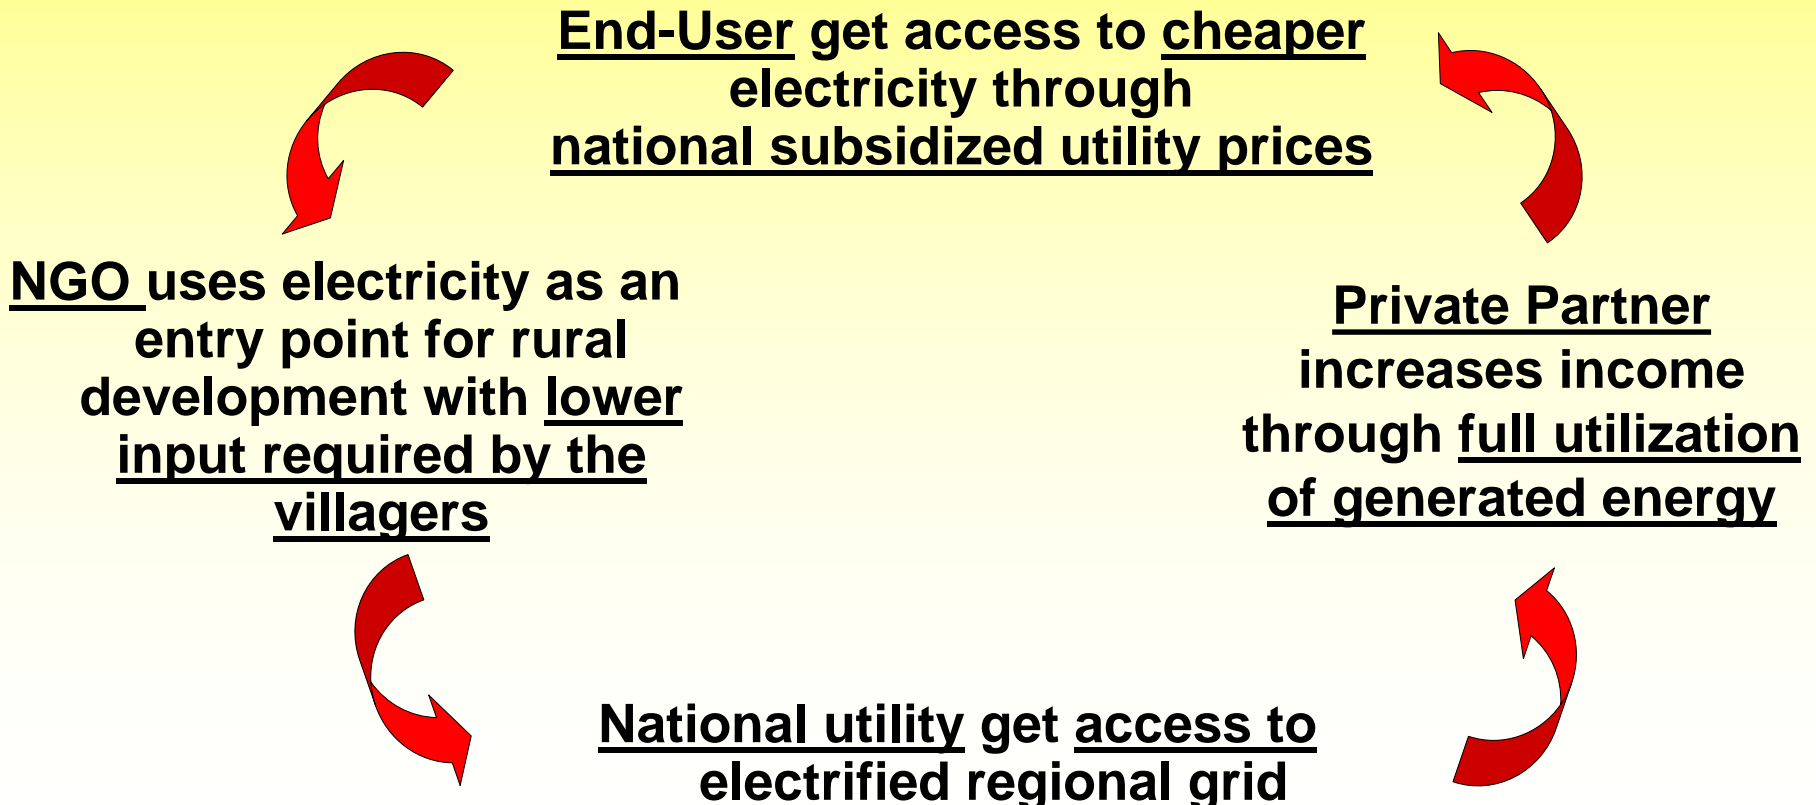 End-User get access to cheaper
electricity through
national subsidized utility prices
NGO uses electricity as an
entry point for rural
development with lower
input required by the
villagers
Private Partner
increases income
through full utilization
of generated energy
National utility get access to
electrified regional grid